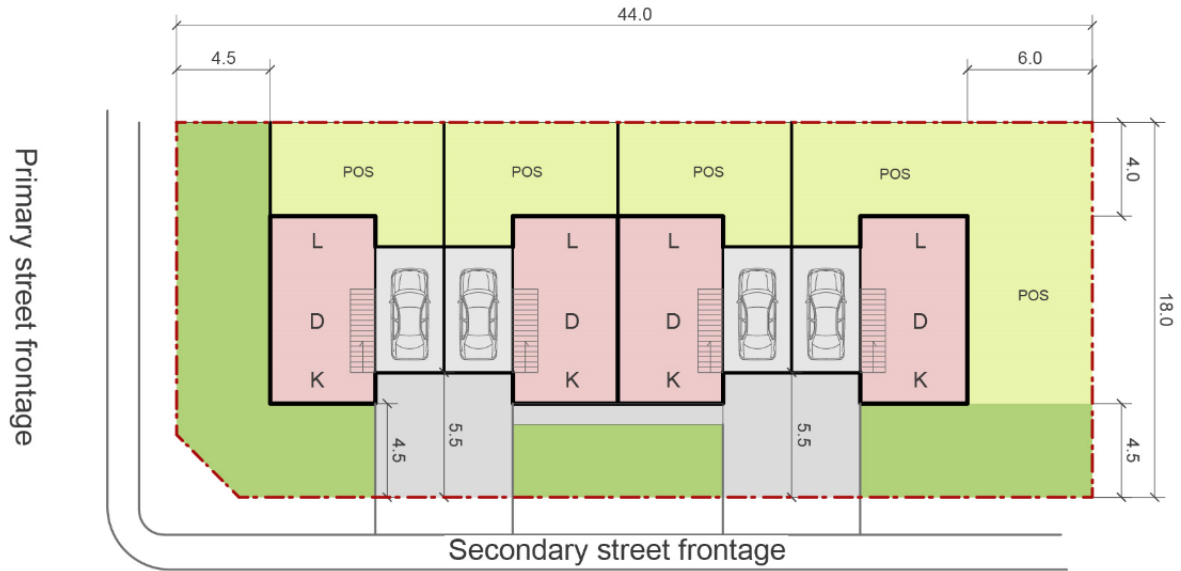 44.0
4.5
6.0
Primary street frontage
POS
POS
POS
POS
4.0
L
L
L
L
18.0
POS
D
D
D
D
K
K
K
K
4.5
5.5
5.5
4.5
Secondary street frontage